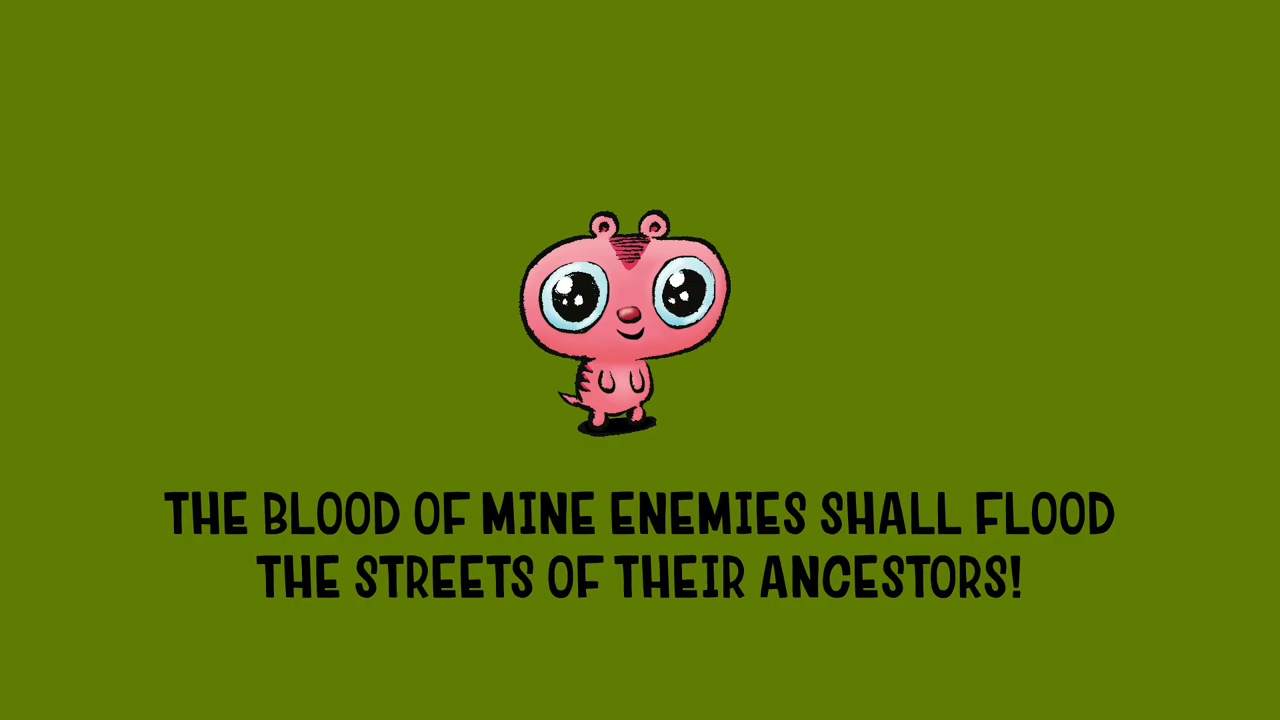 THE BLOOD OF MINE ENEMIES SHALL FLOOD
THE STREETS OF THEIR ANCESTORS!